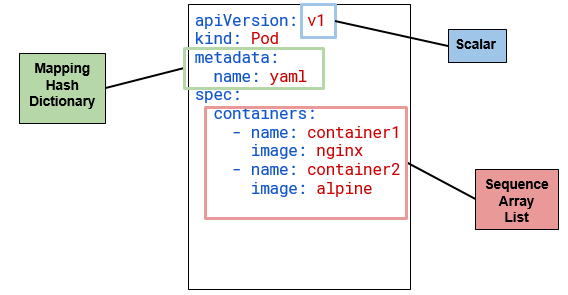 apiVersion: v1
kind: Pod
metadata:
  name: yaml
spec:
  containers:
    - name: container1
      image: nginx
    - name: container2
      image: alpine
Scalar
Mapping
Hash
Dictionary
Sequence
Array
List